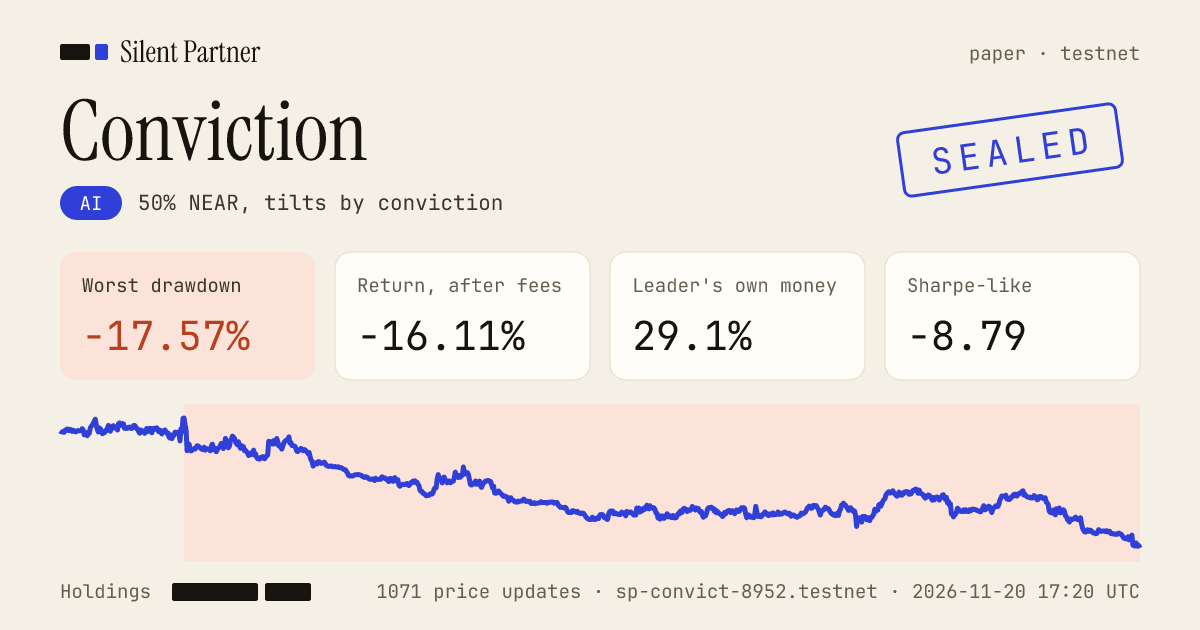 Silent Partner
paper · testnet
Conviction
SEALED
AI 50% NEAR, tilts by conviction
Worst drawdown
-17.57%
Return, after fees
-16.11%
Leader's own money
29.1%
Sharpe-like
-8.79
Holdings
1071 price updates · sp-convict-8952.testnet · 2026-11-20 17:20 UTC